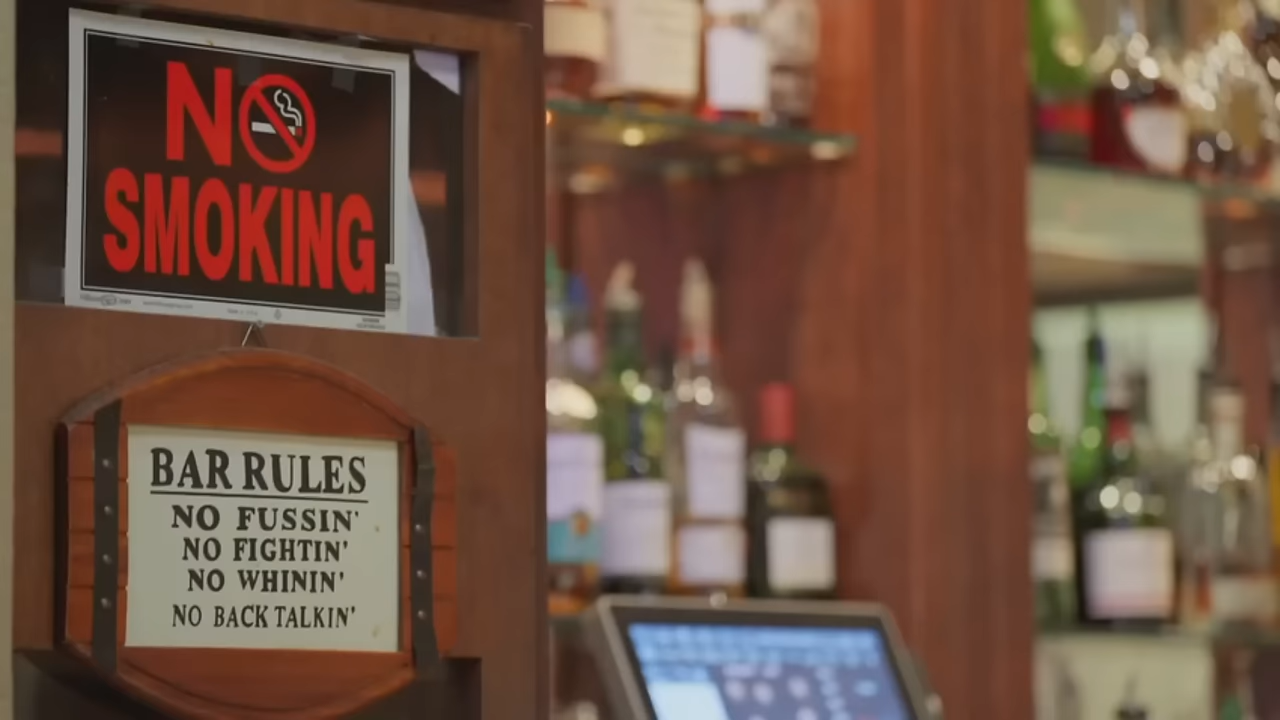 NO
SMOKING
BAR RULES
NO FUSSIN'
NO FIGHTIN'
NO WHININ'
NO BACK TALKIN'